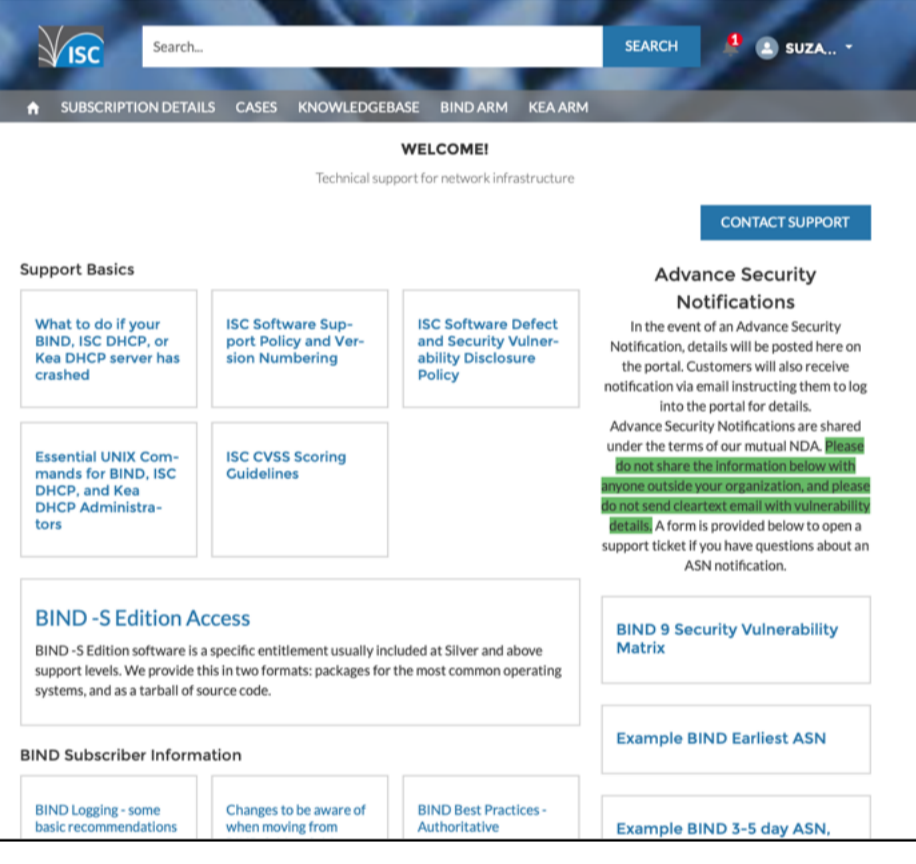 ISC
Search...
SEARCH
1
SUZA...
SUBSCRIPTION DETAILS
CASES
KNOWLEDGEBASE
BIND ARM
KEA ARM
WELCOME!
Technical support for network infrastructure
CONTACT SUPPORT
Support Basics
What to do if your
BIND, ISC DHCP, or
Kea DHCP server has
crashed
ISC Software Sup-
port Policy and Ver-
sion Numbering
ISC Software Defect
and Security Vulner-
ability Disclosure
Policy
Essential UNIX Com-
mands for BIND, ISC
DHCP, and Kea
DHCP Administra-
tors
ISC CVSS Scoring
Guidelines
BIND -S Edition Access
BIND -S Edition software is a specific entitlement usually included at Silver and above
support levels. We provide this in two formats: packages for the most common operating
systems, and as a tarball of source code.
BIND Subscriber Information
BIND Logging - some
basic recommendations
Changes to be aware of
when moving from
BIND Best Practices -
Authoritative
Advance Security
Notifications
In the event of an Advance Security
Notification, details will be posted here on
the portal. Customers will also receive
notification via email instructing them to log
into the portal for details.
Advance Security Notifications are shared
under the terms of our mutual NDA. Please
do not share the information below with
anyone outside your organization, and please
do not send cleartext email with vulnerability
details. A form is provided below to open a
support ticket if you have questions about an
ASN notification.
BIND 9 Security Vulnerability
Matrix
Example BIND Earliest ASN
Example BIND 3-5 day ASN,